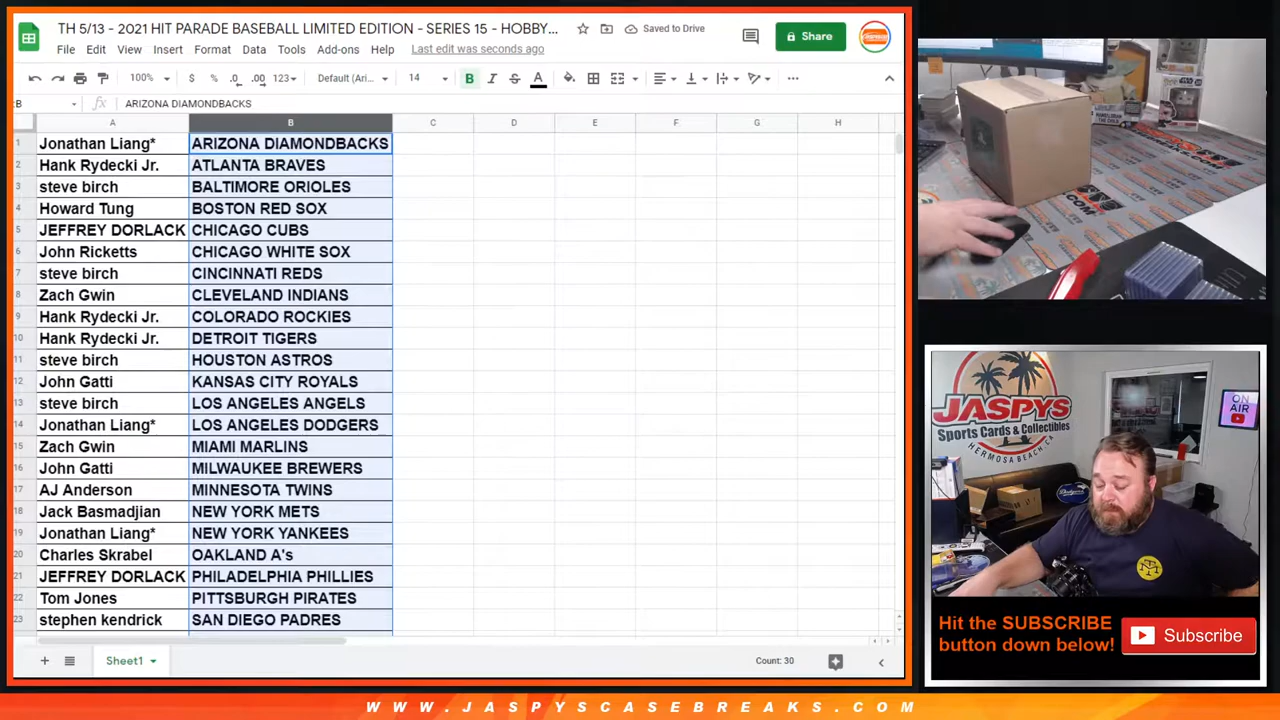 TH 5/13 - 2021 HIT PARADE BASEBALL LIMITED EDITION - SERIES 15 - HOBBY...
Saved to Drive
Share
File Edit View Insert Format Data Tools Add-ons Help Last edit was seconds ago
100% $ % .0 .00 123 Default (Ari... 14 B I S A
B fx ARIZONA DIAMONDBACKS
A B C D E F G H
1 Jonathan Liang* ARIZONA DIAMONDBACKS
2 Hank Rydecki Jr. ATLANTA BRAVES
3 steve birch BALTIMORE ORIOLES
4 Howard Tung BOSTON RED SOX
5 JEFFREY DORLACK CHICAGO CUBS
6 John Ricketts CHICAGO WHITE SOX
7 steve birch CINCINNATI REDS
8 Zach Gwin CLEVELAND INDIANS
9 Hank Rydecki Jr. COLORADO ROCKIES
10 Hank Rydecki Jr. DETROIT TIGERS
11 steve birch HOUSTON ASTROS
12 John Gatti KANSAS CITY ROYALS
13 steve birch LOS ANGELES ANGELS
14 Jonathan Liang* LOS ANGELES DODGERS
15 Zach Gwin MIAMI MARLINS
16 John Gatti MILWAUKEE BREWERS
17 AJ Anderson MINNESOTA TWINS
18 Jack Basmadjian NEW YORK METS
19 Jonathan Liang* NEW YORK YANKEES
20 Charles Skrabel OAKLAND A's
21 JEFFREY DORLACK PHILADELPHIA PHILLIES
22 Tom Jones PITTSBURGH PIRATES
23 stephen kendrick SAN DIEGO PADRES
Sheet1
Count: 30
JASPYS
Sports Cards & Collectibles
HERMOSA BEACH CA
ON
AIR
Dodgers
Hit the SUBSCRIBE
button down below!
Subscribe
WWW.JASPYSCASEBREAKS.COM